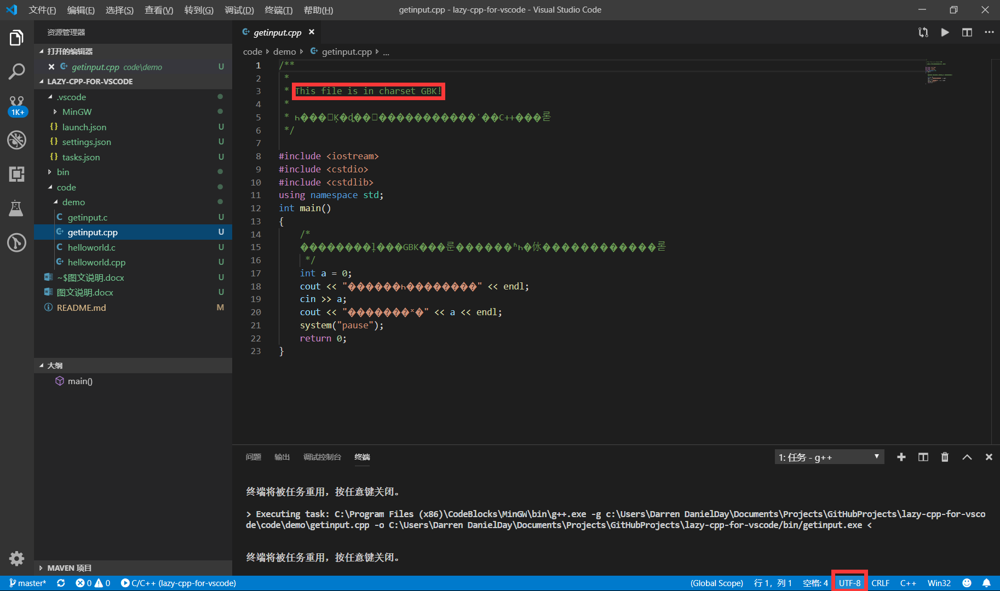 文件(F) 编辑(E) 选择(S) 查看(V) 转到(G) 调试(D) 终端(T) 帮助(H)
getinput.cpp - lazy-cpp-for-vscode - Visual Studio Code
资源管理器
打开的编辑器
getinput.cpp code\demo U
LAZY-CPP-FOR-VSCODE
.vscode
MinGW
launch.json U
settings.json U
tasks.json U
bin
code
demo
getinput.c U
getinput.cpp U
helloworld.c U
helloworld.cpp U
~$图文说明.docx U
图文说明.docx U
README.md M
大纲
main()
MAVEN 项目
1K+
getinput.cpp
code demo getinput.cpp ...
1 /**
2 *
3 * This file is in charset GBK!
4 *
5 * C++
6 */
7
8 #include <iostream>
9 #include <cstdio>
10 #include <cstdlib>
11 using namespace std;
12 int main()
13 {
14 /*
15 GBK
16 */
17 int a = 0;
18 cout << "������һ��������" << endl;
19 cin >> a;
20 cout << "�������ˣ�" << a << endl;
21 system("pause");
22 return 0;
23 }
问题 输出 调试控制台 终端
1: 任务 - g++
终端将被任务重用，按任意键关闭。
> Executing task: C:\Program Files (x86)\CodeBlocks\MinGW\bin\g++.exe -g c:\Users\Darren DanielDay\Documents\Projects\GitHubProjects\lazy-cpp-for-vsco
de\code\demo\getinput.cpp -o C:\Users\Darren DanielDay\Documents\Projects\GitHubProjects\lazy-cpp-for-vscode/bin/getinput.exe <
终端将被任务重用，按任意键关闭。
master* 0 0 C/C++ (lazy-cpp-for-vscode)
(Global Scope) 行 1，列 1 空格: 4 UTF-8 CRLF C++ Win32